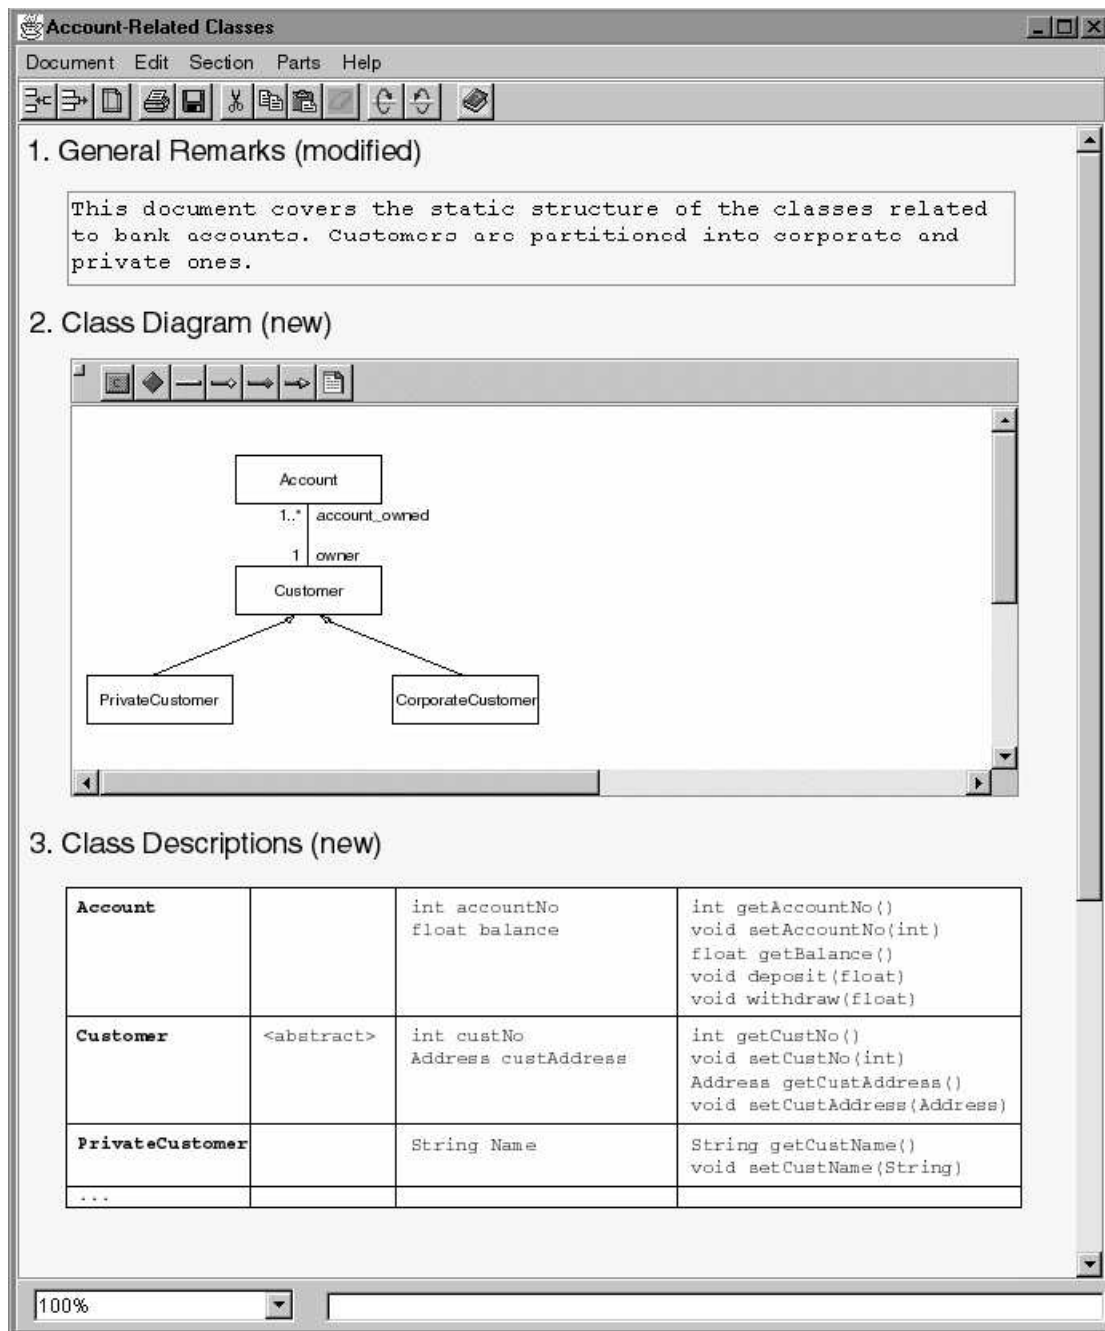 Account-Related Classes
Document Edit Section Parts Help
1. General Remarks (modified)
This document covers the static structure of the classes related
to bank accounts. Customers are partitioned into corporate and
private ones.
2. Class Diagram (new)
C
Account
1..* account_owned
1 owner
Customer
PrivateCustomer CorporateCustomer
3. Class Descriptions (new)
Account int accountNo int getAccountNo()
float balance void setAccountNo(int)
float getBalance()
void deposit(float)
void withdraw(float)
Customer <abstract> int custNo int getCustNo()
Address custAddress void setCustNo(int)
Address getCustAddress()
void setCustAddress(Address)
PrivateCustomer String Name String getCustName()
void setCustName(String)
...
100%